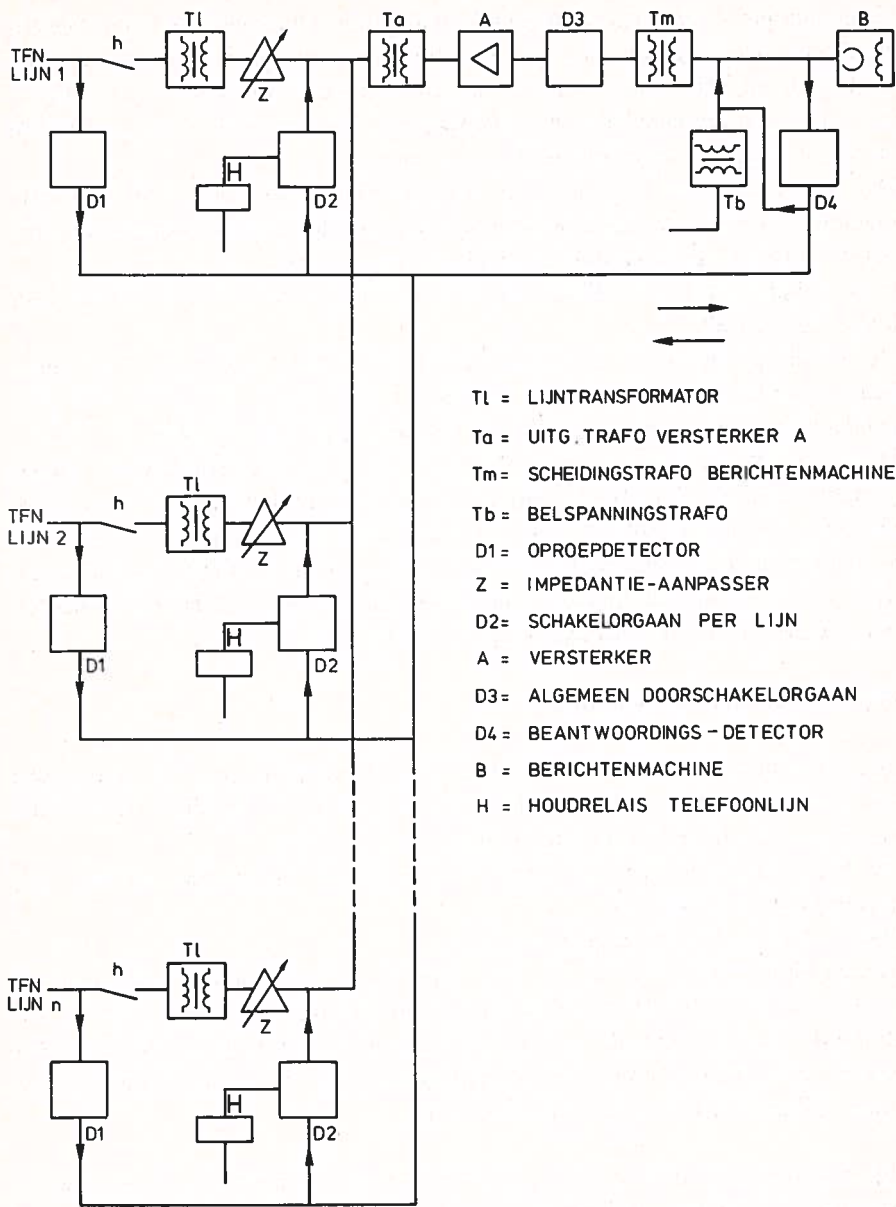 Tl Ta A D3 Tm B
h
TFN
LIJN 1
Z
H
D1 D2 Tb D4
Tl
h
TFN
LIJN 2
Z
H
D1 D2
Tl = LIJNTRANSFORMATOR
Ta = UITG. TRAFO VERSTERKER A
Tm = SCHEIDINGSTRAFO BERICHTENMACHINE
Tb = BELSPANNINGSTRAFO
D1 = OPROEPDETECTOR
Z = IMPEDANTIE-AANPASSER
D2 = SCHAKELORGAAN PER LIJN
A = VERSTERKER
D3 = ALGEMEEN DOORSCHAKELORGAAN
D4 = BEANTWOORDINGS-DETECTOR
B = BERICHTENMACHINE
H = HOUDRELAIS TELEFOONLIJN
Tl
h
TFN
LIJN n
Z
H
D1 D2